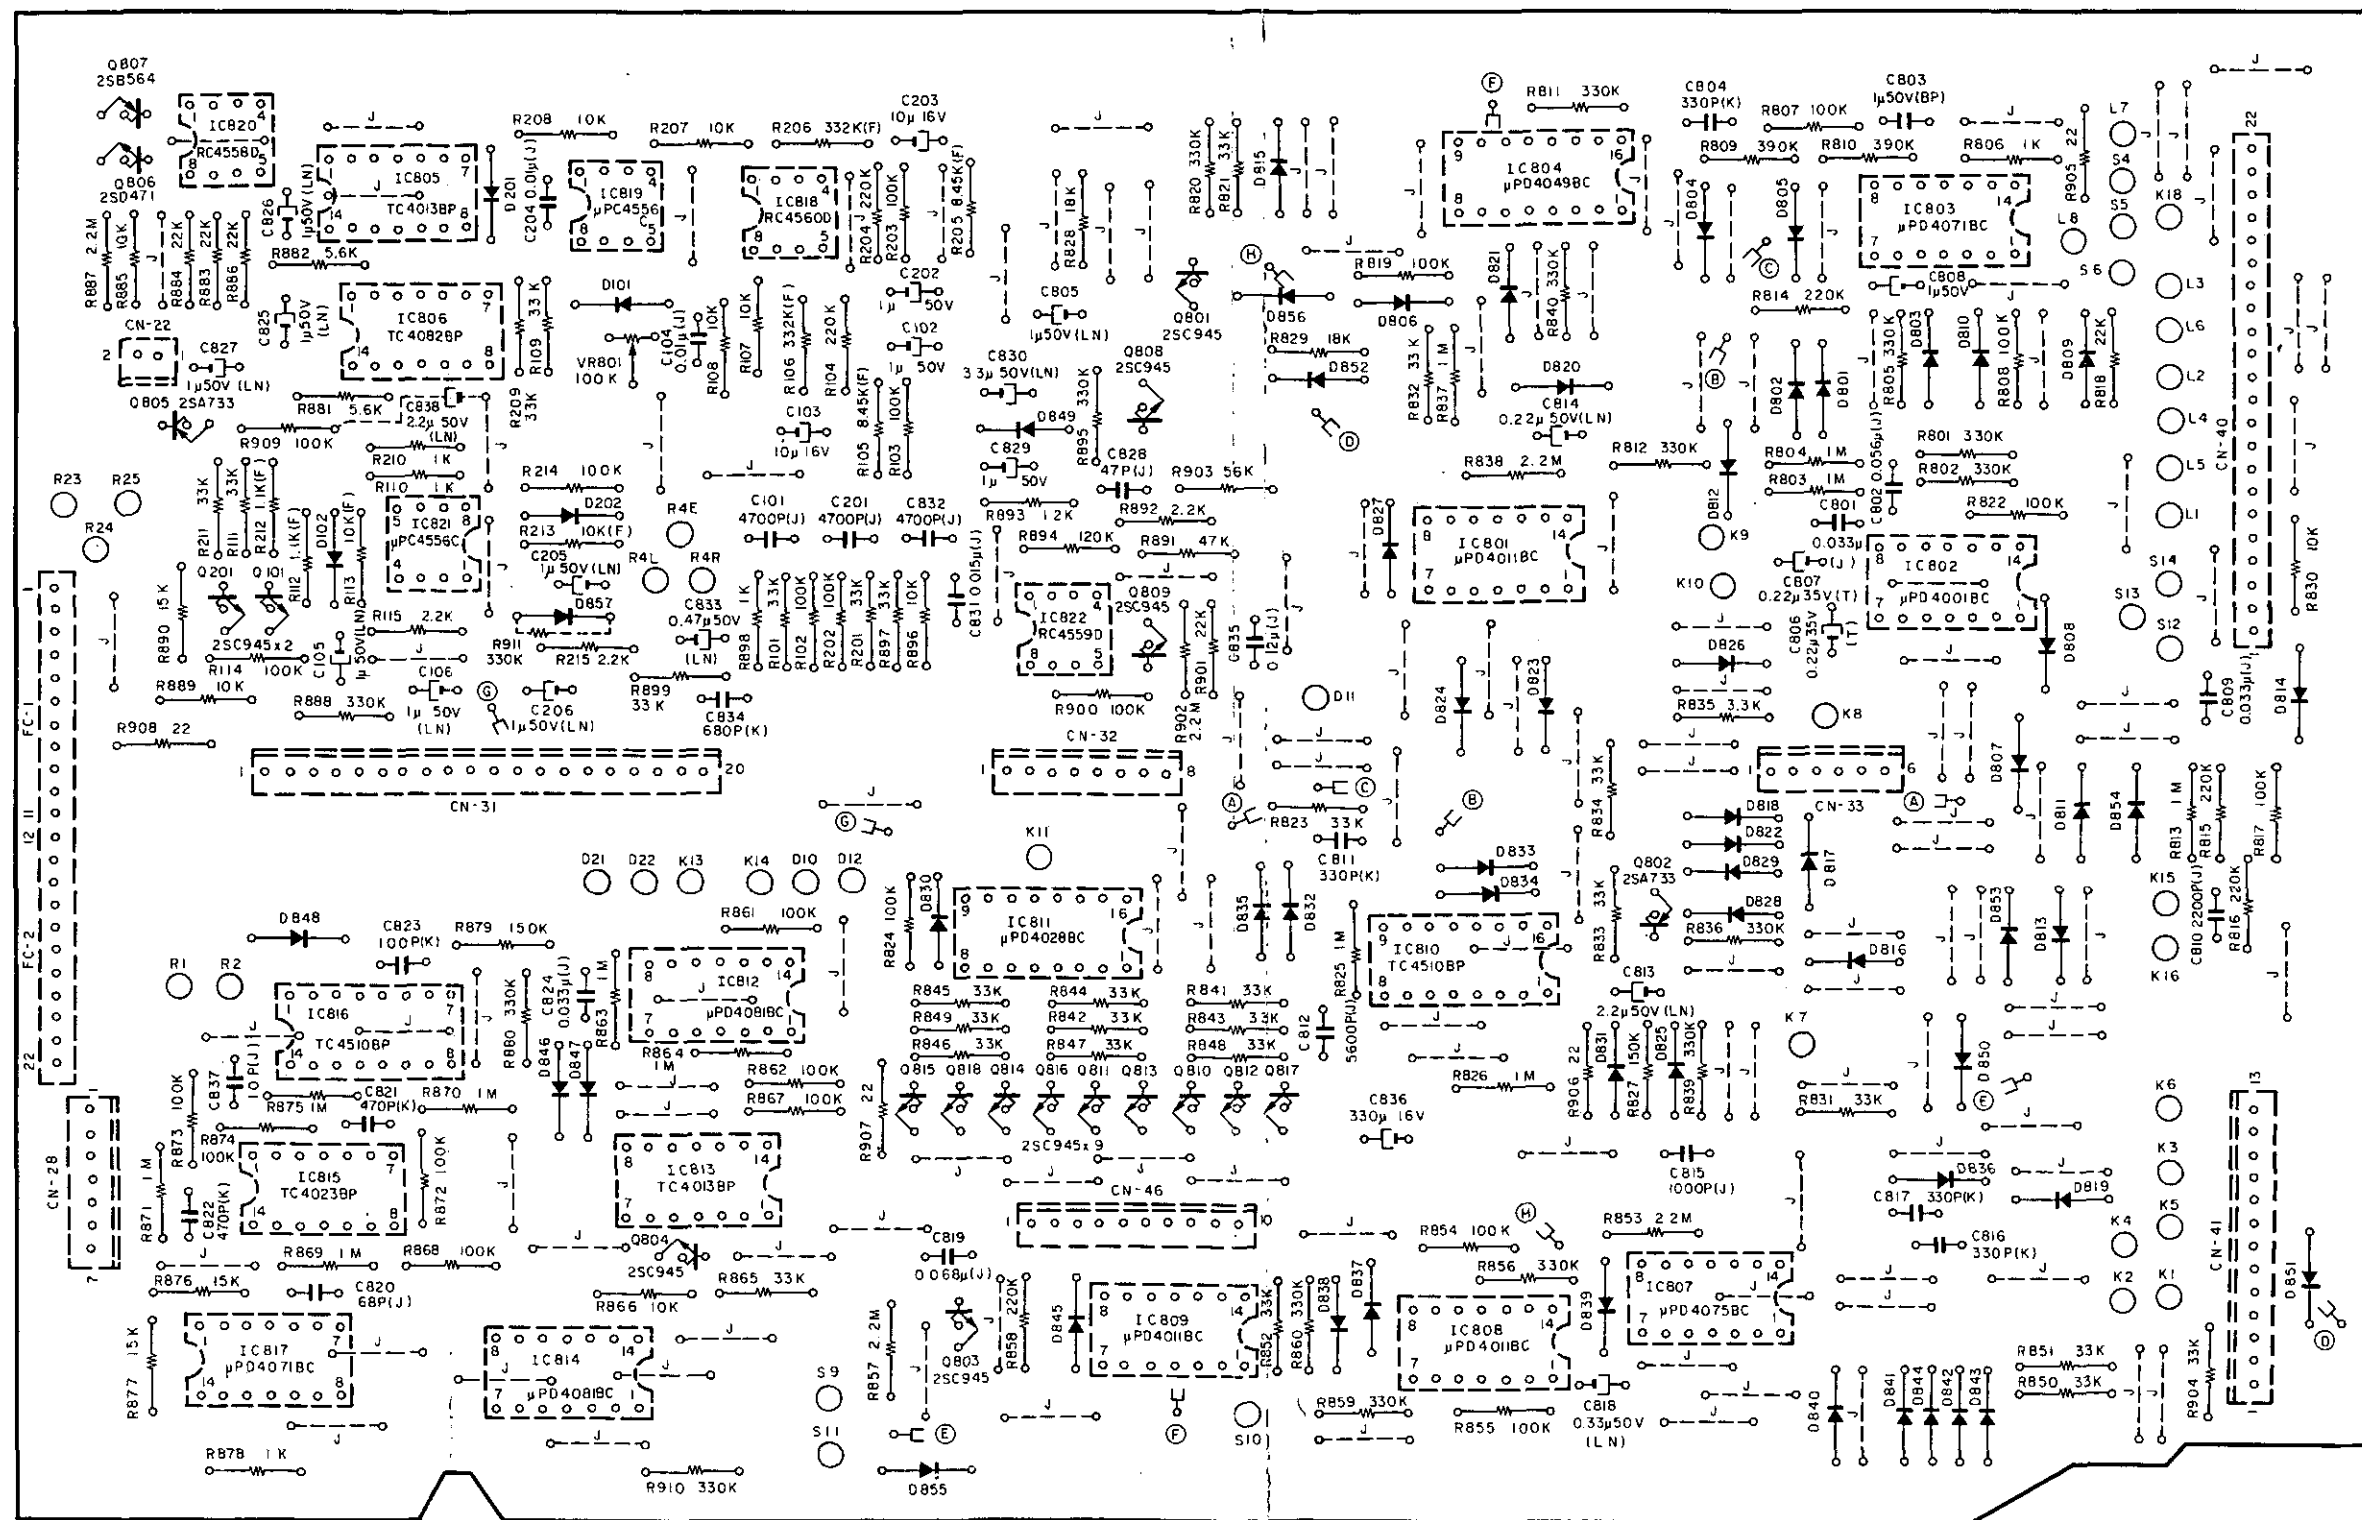 Q807
2SB564
IC820
RC4558D
Q806
2SD471
IC805
TC4013BP
D201
C826
1μ50V(LN)
R208 10K
R207 10K
R206 332K(F)
C203
10μ 16V
C204 0.01μ(J)
IC819
μPC4556
C
IC818
RC4560D
R204 220K
R203 100K
R205 8.45K(F)
R828 18K
R820 330K
R821 33K
D815
F
R811 330K
IC804
μPD4049BC
C804
330P(K)
R807 100K
C803
1μ50V(BP)
R809 390K
R810 390K
R806 1K
R905 22
L7
S4
S5
S6
K18
L8
22
D804
D805
IC803
μPD4071BC
R887 2.2M
R885 10K
R884 22K
R883 22K
R886 22K
R882 5.6K
C825
1μ50V
(LN)
IC806
TC4082BP
R109 33K
R209
33K
D101
VR801
100K
C104
0.01μ(J)
R108 10K
R107 10K
R106 332K(F)
R104 220K
C202
1μ 50V
C102
1μ 50V
C805
1μ50V(LN)
Q801
2SC945
H
D856
R819 100K
D806
R829 18K
D852
D821
R840 330K
C
R814 220K
C808
1μ50V
L3
L6
L2
L4
L5
L1
CN-40
CN-22
2
1
C827
1μ50V(LN)
Q805 2SA733
R881 5.6K
C838
2.2μ 50V
(LN)
R909 100K
R210 1K
R110 1K
C103
10μ 16V
R105 8.45K(F)
R103 100K
C830
3.3μ 50V(LN)
D849
C829
1μ 50V
R895 330K
Q808
2SC945
C828
47P(J)
R903 56K
D
R832 33K
R837 1M
D820
C814
0.22μ 50V(LN)
R838 2.2M
R812 330K
B
D802
D801
R805 330K
D803
D810
R808 100K
D809
R818 22K
D812
R804 1M
R803 1M
C802 0.056μ(J)
R801 330K
R802 330K
R822 100K
R830 10K
R23
R25
R24
R211 33K
R111 33K
R212 1.1K(F)
R112 1.1K(F)
D102
R113 10K(F)
IC821
μPC4556C
R214 100K
D202
R213 10K(F)
C205
1μ50V(LN)
R4E
R4L
R4R
C101
4700P(J)
C201
4700P(J)
C832
4700P(J)
R893 1.2K
R892 2.2K
R894 120K
R891 47K
D827
IC801
μPD4011BC
K9
K10
C801
0.033μ
(J)
C807
0.22μ35V(T)
C806
0.22μ35V
(T)
IC802
μPD4001BC
D808
S14
S13
S12
FC-1
R890 15K
Q201
Q101
2SC945x2
R114 100K
R889 10K
R888 330K
C105
1μ50V(LN)
R115 2.2K
C106
1μ 50V
(LN)
G
D857
R911
330K
R215 2.2K
C206
1μ50V(LN)
C833
0.47μ50V
(LN)
R899
33K
C834
680P(K)
R898 1K
R101 33K
R102 100K
R202 100K
R201 33K
R897 33K
R896 10K
C831 0.015μ(J)
IC822
RC4559D
Q809
2SC945
R900 100K
R902
2.2M
R901 22K
C835
0.12μ(J)
D11
D824
D823
D826
R835 3.3K
K8
D807
C809
0.033μ(J)
D814
R908 22
CN-31
1
20
CN-32
1
8
A
C
R823 33K
C811
330P(K)
B
R834 33K
CN-33
1
6
A
D818
D822
D829
D817
D828
R836 330K
D811
D854
R813 1M
R815 220K
R817 100K
12 11
FC-2
22
G
D21
D22
K13
K14
D10
D12
K11
R824 100K
D830
IC811
μPD4028BC
D835
D832
D833
D834
R825 1M
IC810
TC4510BP
R833 33K
Q802
2SA733
D816
D853
D813
K15
K16
C810 2200P(J)
R816 220K
D848
C823
100P(K)
R879 150K
R1
R2
IC816
TC4510BP
R880 330K
C824
0.033μ(J)
R863 1M
R861 100K
IC812
μPD4081BC
R864
1M
R862 100K
R867 100K
D846
D847
R845 33K
R844 33K
R841 33K
R849 33K
R842 33K
R843 33K
R846 33K
R847 33K
R848 33K
Q815 Q818 Q814 Q816 Q811 Q813 Q810 Q812 Q817
2SC945x9
R907 22
C812
5600P(J)
C813
2.2μ50V(LN)
R826 1M
R906 22
D831
R827 150K
D825
R839 330K
K7
R831 33K
D850
E
K6
K3
K5
K4
K2
K1
13
CN-41
C837
10P(J)
R873 100K
R875 1M
C821
470P(K)
R870 1M
R874
100K
CN-28
7
R871 1M
C822
470P(K)
IC815
TC4023BP
R872 100K
IC813
TC4013BP
CN-46
1
10
C836
330μ 16V
C815
1000P(J)
D836
D819
C817 330P(K)
C816
330P(K)
R869 1M
R868 100K
R876 15K
C820
68P(J)
Q804
2SC945
R865 33K
R866 10K
C819
0.068μ(J)
H
R854 100K
R853 2.2M
R856 330K
IC807
μPD4075BC
D851
D
R877 15K
IC817
μPD4071BC
IC814
μPD4081BC
S9
S11
R857 2.2M
Q803
2SC945
R858 220K
D845
IC809
μPD4011BC
R852 33K
R860 330K
D838
D837
IC808
μPD4011BC
D839
R878 1K
R910 330K
E
D855
F
S10
R859 330K
R855 100K
C818
0.33μ50V
(LN)
D840
D841
D844
D842
D843
R851 33K
R850 33K
R904 33K